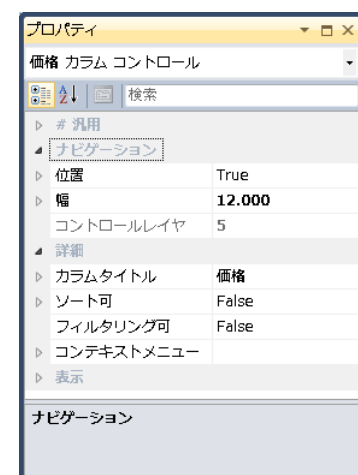 プロパティ
価格 カラム コントロール
検索
# 汎用
ナビゲーション
位置 True
幅 12.000
コントロールレイヤ 5
詳細
カラムタイトル 価格
ソート可 False
フィルタリング可 False
コンテキストメニュー
表示
ナビゲーション